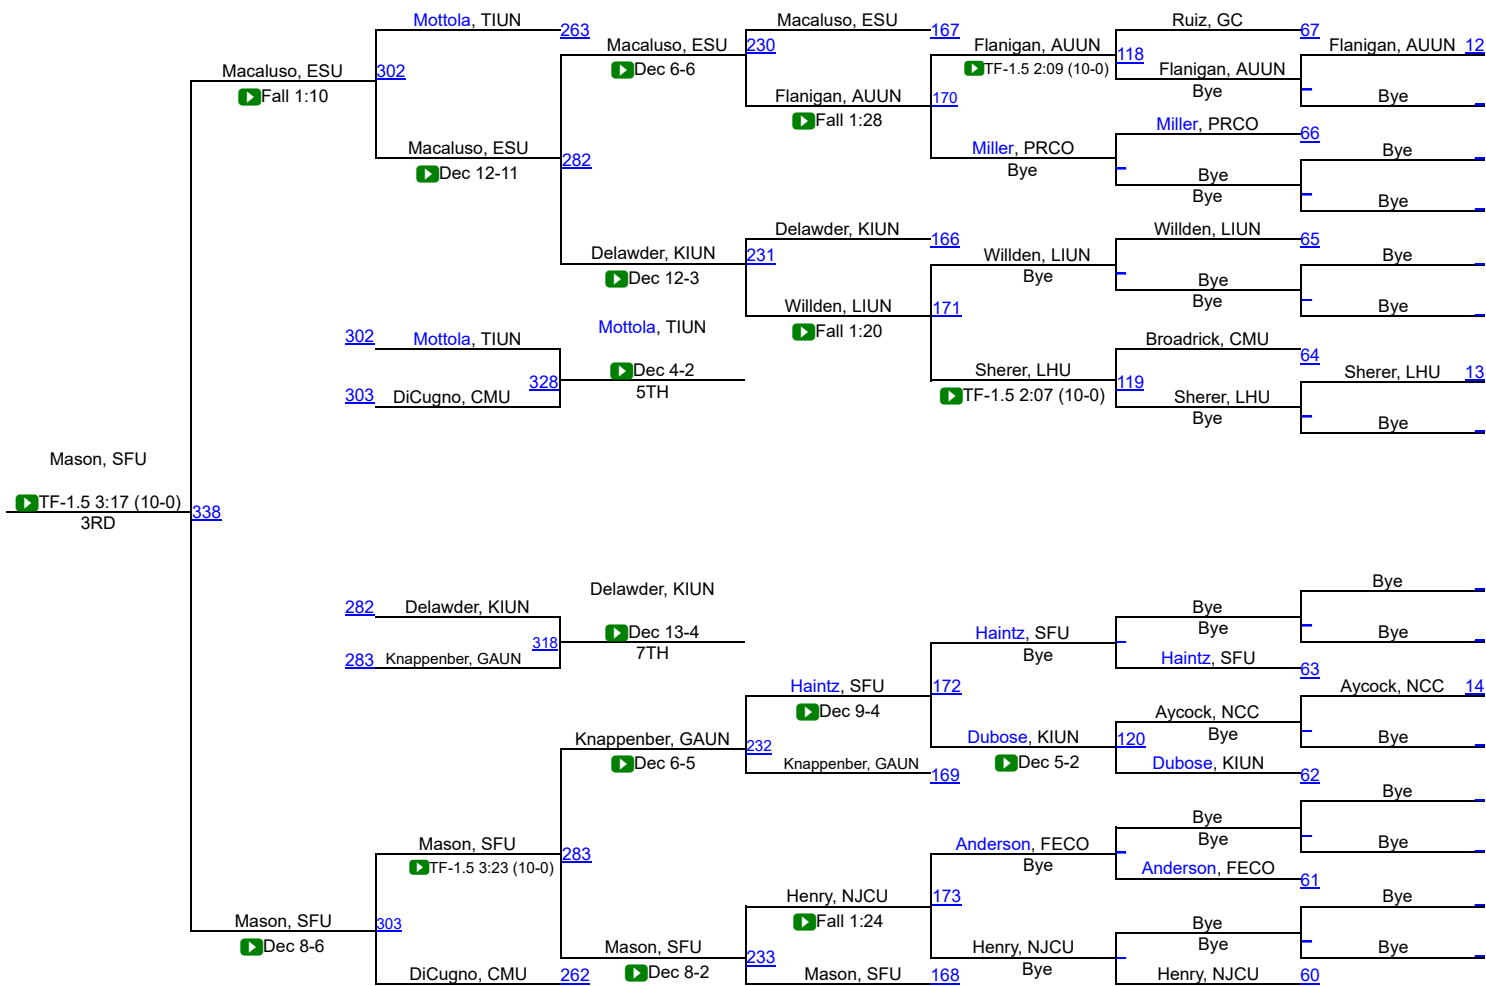 Mottola, TIUN
263
Macaluso, ESU
Fall 1:10
302
Macaluso, ESU
Dec 12-11
282
Macaluso, ESU
Dec 6-6
230
Macaluso, ESU
167
Flanigan, AUUN
Fall 1:28
170
Flanigan, AUUN
TF-1.5 2:09 (10-0)
118
Ruiz, GC
67
Flanigan, AUUN
Bye
Flanigan, AUUN 12
Bye
Miller, PRCO
Bye
Miller, PRCO
66
Bye
Bye
Bye
Bye
Delawder, KIUN
Dec 12-3
231
Delawder, KIUN
166
Willden, LIUN
Fall 1:20
171
Willden, LIUN
Bye
Willden, LIUN
65
Bye
Bye
Bye
Bye
Sherer, LHU
TF-1.5 2:07 (10-0)
119
Broadrick, CMU
64
Sherer, LHU
Bye
Sherer, LHU 13
Bye
302 Mottola, TIUN
303 DiCugno, CMU
328
Mottola, TIUN
Dec 4-2
5TH
Mason, SFU
TF-1.5 3:17 (10-0)
3RD
338
282 Delawder, KIUN
283 Knappenber, GAUN
318
Delawder, KIUN
Dec 13-4
7TH
Bye
Bye
Bye
Bye
Haintz, SFU
63
Haintz, SFU
Bye
Haintz, SFU
Dec 9-4
172
Aycock, NCC 14
Bye
Aycock, NCC
Bye
Dubose, KIUN
62
Dubose, KIUN
Dec 5-2
120
Knappenber, GAUN
169
Knappenber, GAUN
Dec 6-5
232
Mason, SFU
TF-1.5 3:23 (10-0)
283
Bye
Bye
Bye
Bye
Anderson, FECO
61
Anderson, FECO
Bye
Henry, NJCU
Fall 1:24
173
Bye
Bye
Bye
Bye
Henry, NJCU
60
Henry, NJCU
Bye
Mason, SFU
168
Mason, SFU
Dec 8-2
233
Mason, SFU
Dec 8-6
303
DiCugno, CMU
262